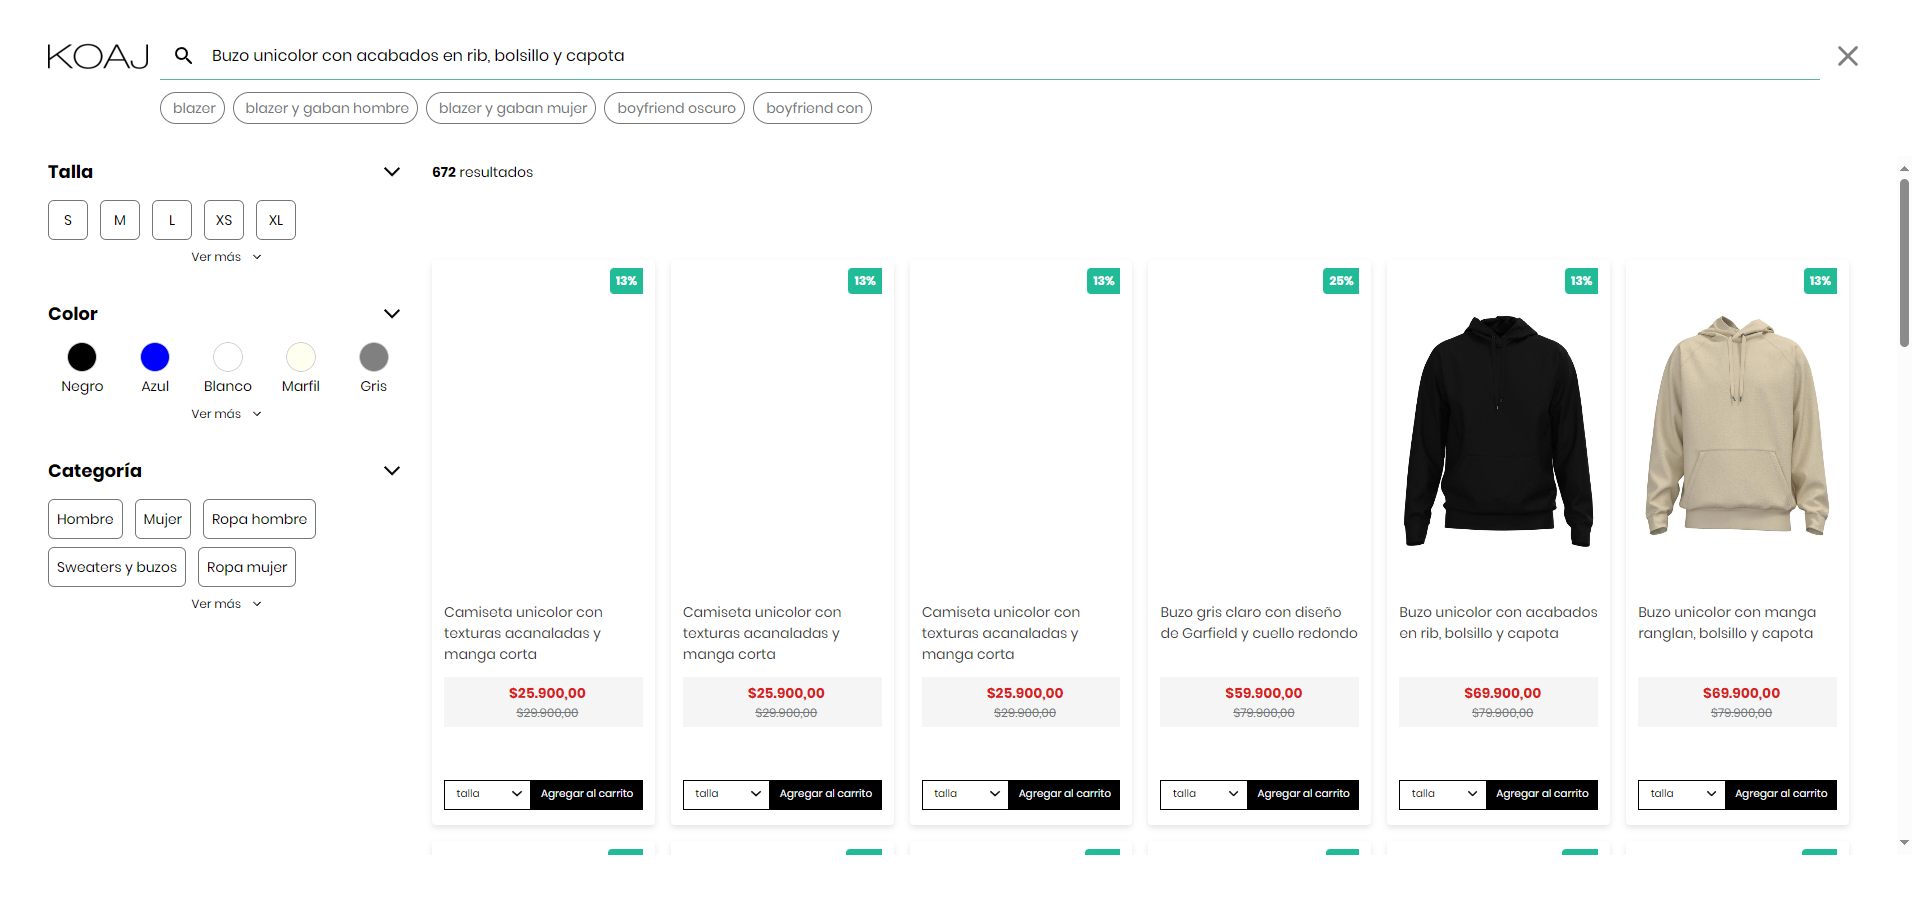 KOAJ
Buzo unicolor con acabados en rib, bolsillo y capota
blazer
blazer y gaban hombre
blazer y gaban mujer
boyfriend oscuro
boyfriend con
Talla
S
M
L
XS
XL
Ver más
Color
Negro
Azul
Blanco
Marfil
Gris
Ver más
Categoría
Hombre
Mujer
Ropa hombre
Sweaters y buzos
Ropa mujer
Ver más
672 resultados
13%
Camiseta unicolor con
texturas acanaladas y
manga corta
$25.900,00
$29.900,00
talla
Agregar al carrito
13%
Camiseta unicolor con
texturas acanaladas y
manga corta
$25.900,00
$29.900,00
talla
Agregar al carrito
13%
Camiseta unicolor con
texturas acanaladas y
manga corta
$25.900,00
$29.900,00
talla
Agregar al carrito
25%
Buzo gris claro con diseño
de Garfield y cuello redondo
$59.900,00
$79.900,00
talla
Agregar al carrito
13%
Buzo unicolor con acabados
en rib, bolsillo y capota
$69.900,00
$79.900,00
talla
Agregar al carrito
13%
Buzo unicolor con manga
ranglan, bolsillo y capota
$69.900,00
$79.900,00
talla
Agregar al carrito